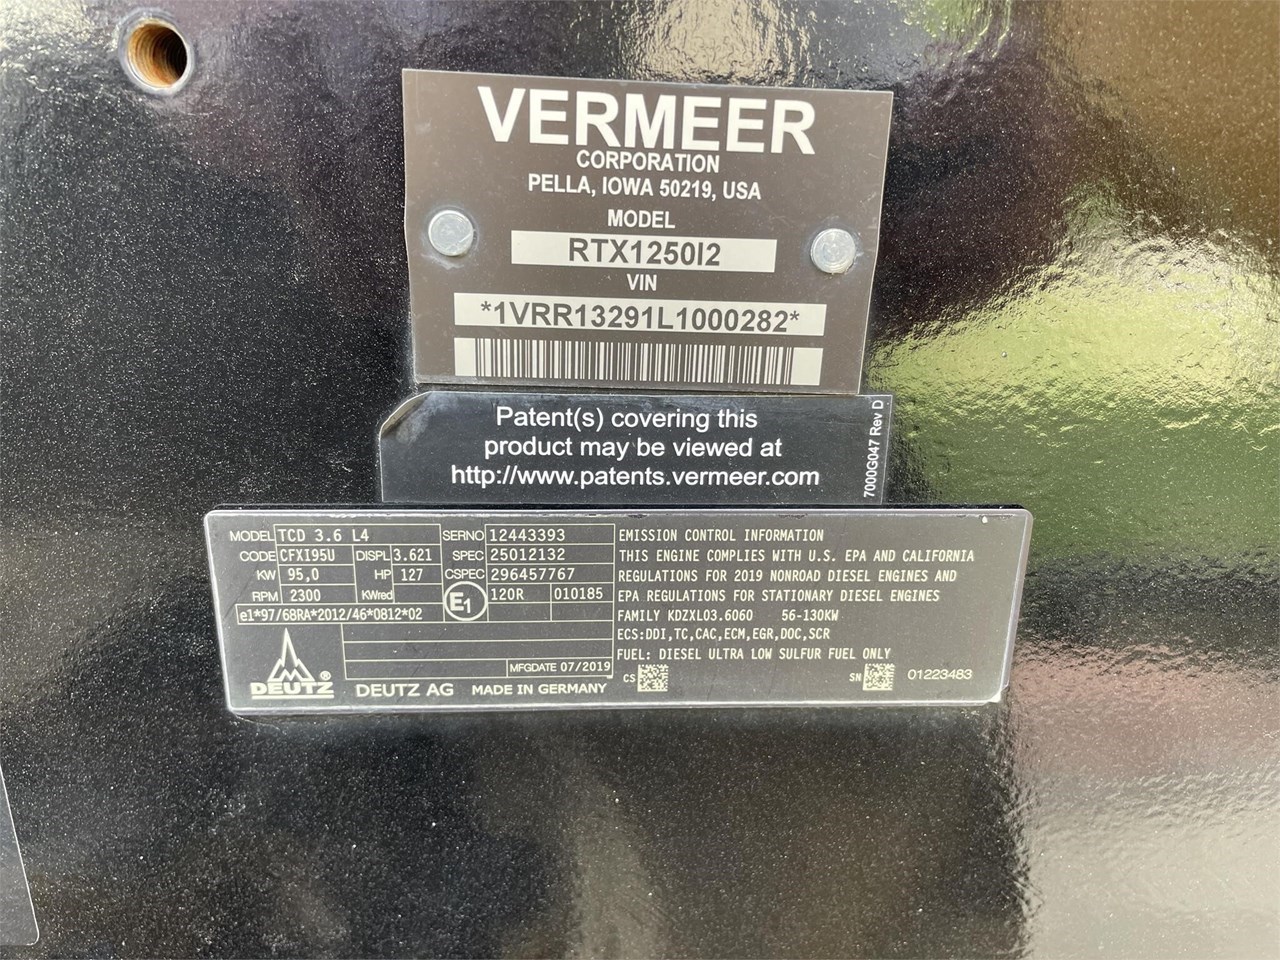 VERMEER
CORPORATION
PELLA, IOWA 50219, USA
MODEL
RTX1250I2
VIN
*1VRR13291L1000282*
Patent(s) covering this
product may be viewed at
http://www.patents.vermeer.com
7000G047 Rev D
MODEL TCD 3.6 L4 SERNO 12443393
CODE CFXI95U DISPL 3.621 SPEC 25012132
KW 95,0 HP 127 CSPEC 296457767
RPM 2300 KWred E1 120R 010185
e1*97/68RA*2012/46*0812*02
MFGDATE 07/2019
DEUTZ ® DEUTZ AG MADE IN GERMANY
EMISSION CONTROL INFORMATION
THIS ENGINE COMPLIES WITH U.S. EPA AND CALIFORNIA
REGULATIONS FOR 2019 NONROAD DIESEL ENGINES AND
EPA REGULATIONS FOR STATIONARY DIESEL ENGINES
FAMILY KDZXL03.6060 56-130KW
ECS:DDI,TC,CAC,ECM,EGR,DOC,SCR
FUEL: DIESEL ULTRA LOW SULFUR FUEL ONLY
CS SN 01223483